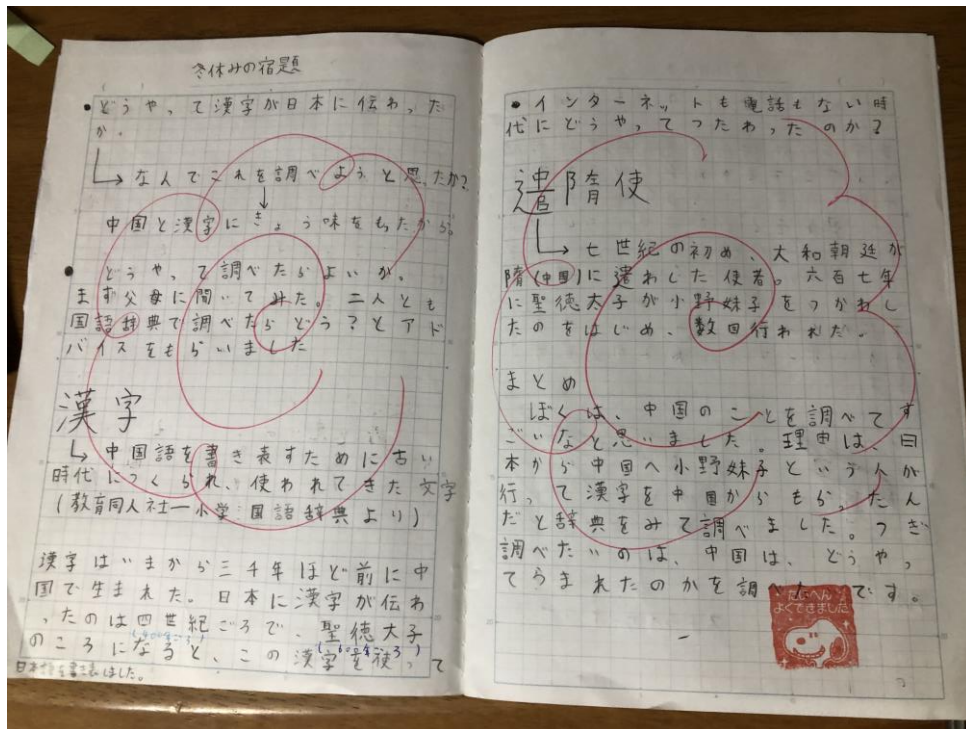 冬休みの宿題
●どうやって漢字が日本に伝わった
か。
→なんでこれを調べようと思ったか?
↓
中国と漢字にきょう味をもったから。
●どうやって調べたらよいか。
まず父母に聞いてみた。二人とも
国語辞典で調べたらどう?とアド
バイスをもらいました
漢字
→中国語を書き表すために古い
時代につくられ、使われてきた文字
(教育同人社一小学国語辞典より)
漢字はいまから三千年ほど前に中
国で生まれた。日本に漢字が伝わ
ったのは四世紀ごろで、聖徳大子
(400年ごろ)
のころになると、この漢字を使って
(600年ごろ)
日本語を書き表しました。
●インターネットも電話もない時
代にどうやってつたわったのか?
遣隋使
→七世紀の初め、大和朝廷が
隋(中国)に遣わした使者。六百七年
に聖徳太子が小野妹子をつかわし
たのをはじめ、数回行われた。
まとめ
ぼくは、中国のことを調べてす
ごいなと思いました。理由は、日
本から中国へ小野妹子という人が
行って漢字を中国からもらったん
だと辞典をみて調べました。つぎ
調べたいのは、中国は、どうやっ
てうまれたのかを調べ です。
たいへん
よくできました